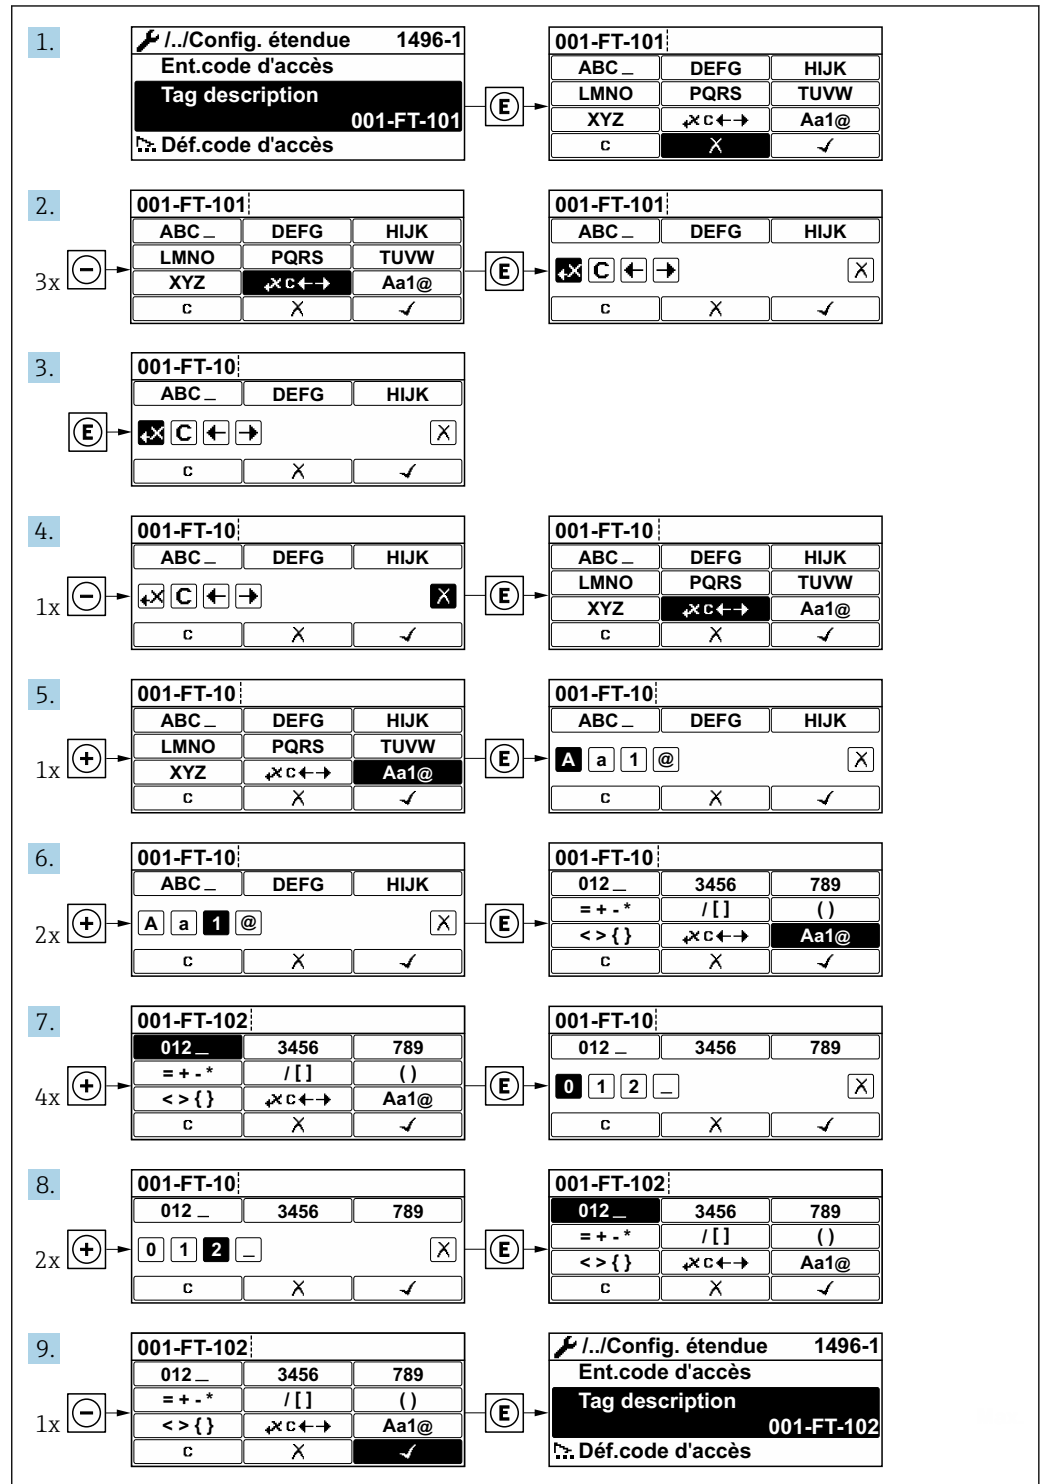 1.
/../Config. étendue 1496-1
Ent.code d'accès
Tag description
001-FT-101
Déf.code d'accès
E
001-FT-101
ABC_ DEFG HIJK
LMNO PQRS TUVW
XYZ ↲✕C←→ Aa1@
C X ✓
2.
3x −
001-FT-101
ABC_ DEFG HIJK
LMNO PQRS TUVW
XYZ ↲✕C←→ Aa1@
C X ✓
E
001-FT-101
ABC_ DEFG HIJK
↲✕ C ← → X
C X ✓
3.
E
001-FT-10
ABC_ DEFG HIJK
↲✕ C ← → X
C X ✓
4.
1x −
001-FT-10
ABC_ DEFG HIJK
↲✕ C ← → X
C X ✓
E
001-FT-10
ABC_ DEFG HIJK
LMNO PQRS TUVW
XYZ ↲✕C←→ Aa1@
C X ✓
5.
1x +
001-FT-10
ABC_ DEFG HIJK
LMNO PQRS TUVW
XYZ ↲✕C←→ Aa1@
C X ✓
E
001-FT-10
ABC_ DEFG HIJK
A a 1 @ X
C X ✓
6.
2x +
001-FT-10
ABC_ DEFG HIJK
A a 1 @ X
C X ✓
E
001-FT-10
012_ 3456 789
= + - * / [ ] ( )
< > { } ↲✕C←→ Aa1@
C X ✓
7.
4x +
001-FT-102
012_ 3456 789
= + - * / [ ] ( )
< > { } ↲✕C←→ Aa1@
C X ✓
E
001-FT-10
012_ 3456 789
0 1 2 _ X
C X ✓
8.
2x +
001-FT-10
012_ 3456 789
0 1 2 _ X
C X ✓
E
001-FT-102
012_ 3456 789
= + - * / [ ] ( )
< > { } ↲✕C←→ Aa1@
C X ✓
9.
1x −
001-FT-102
012_ 3456 789
= + - * / [ ] ( )
< > { } ↲✕C←→ Aa1@
C X ✓
E
/../Config. étendue 1496-1
Ent.code d'accès
Tag description
001-FT-102
Déf.code d'accès